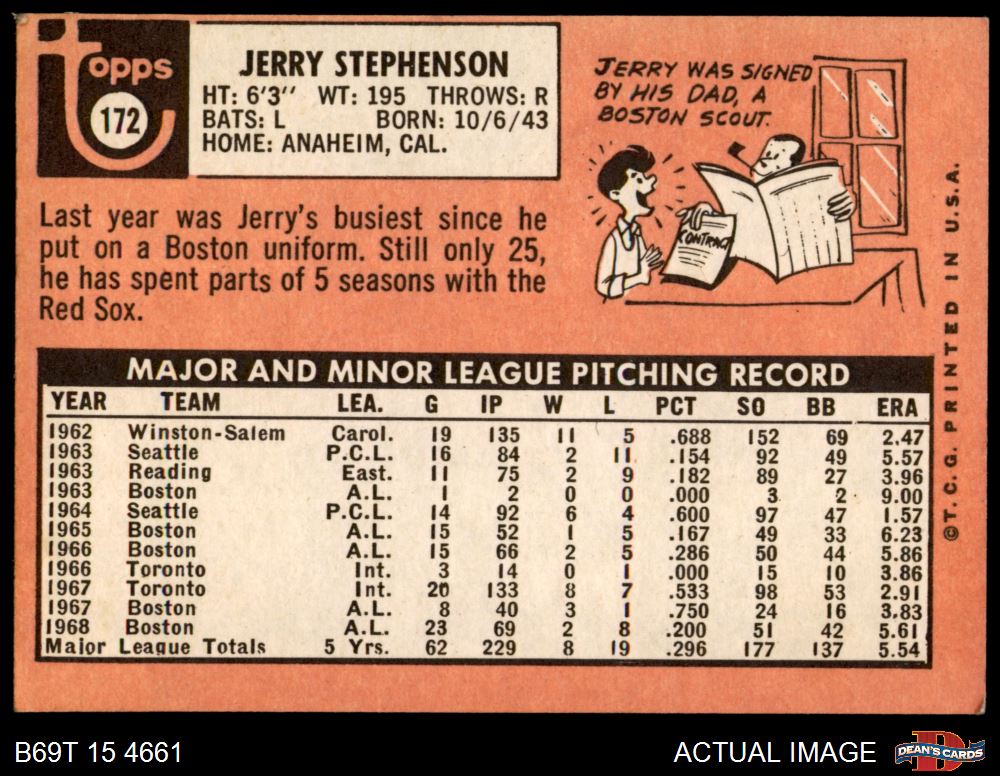 topps
172
JERRY STEPHENSON
HT: 6'3" WT: 195 THROWS: R
BATS: L BORN: 10/6/43
HOME: ANAHEIM, CAL.
JERRY WAS SIGNED
BY HIS DAD, A
BOSTON SCOUT.
CONTRACT
Last year was Jerry's busiest since he
put on a Boston uniform. Still only 25,
he has spent parts of 5 seasons with the
Red Sox.
MAJOR AND MINOR LEAGUE PITCHING RECORD
YEAR TEAM LEA. G IP W L PCT SO BB ERA
1962 Winston-Salem Carol. 19 135 11 5 .688 152 69 2.47
1963 Seattle P.C.L. 16 84 2 11 .154 92 49 5.57
1963 Reading East. 11 75 2 9 .182 89 27 3.96
1963 Boston A.L. 1 2 0 0 .000 3 2 9.00
1964 Seattle P.C.L. 14 92 6 4 .600 97 47 1.57
1965 Boston A.L. 15 52 1 5 .167 49 33 6.23
1966 Boston A.L. 15 66 2 5 .286 50 44 5.86
1966 Toronto Int. 3 14 0 1 .000 15 10 3.86
1967 Toronto Int. 20 133 8 7 .533 98 53 2.91
1967 Boston A.L. 8 40 3 1 .750 24 16 3.83
1968 Boston A.L. 23 69 2 8 .200 51 42 5.61
Major League Totals 5 Yrs. 62 229 8 19 .296 177 137 5.54
©T.C.G. PRINTED IN U.S.A.
B69T 15 4661
ACTUAL IMAGE
D
DEAN'S CARDS